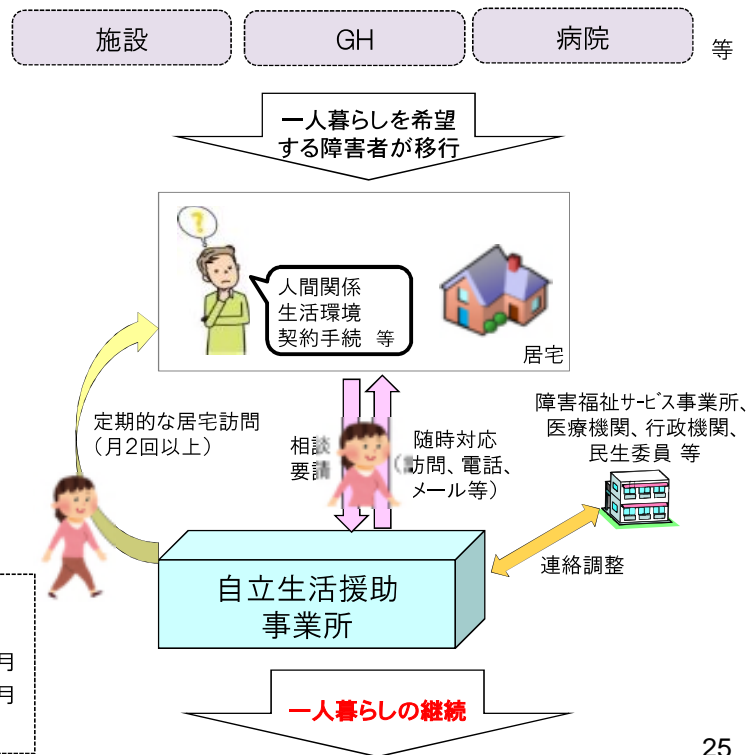 施設
GH
病院
等
一人暮らしを希望
する障害者が移行
人間関係
生活環境
契約手続 等
居宅
定期的な居宅訪問
(月2回以上)
相談
要請
随時対応
訪問、電話、
メール等)
障害福祉サービス事業所、
医療機関、行政機関、
民生委員 等
連絡調整
自立生活援助
事業所
月
月
一人暮らしの継続
25